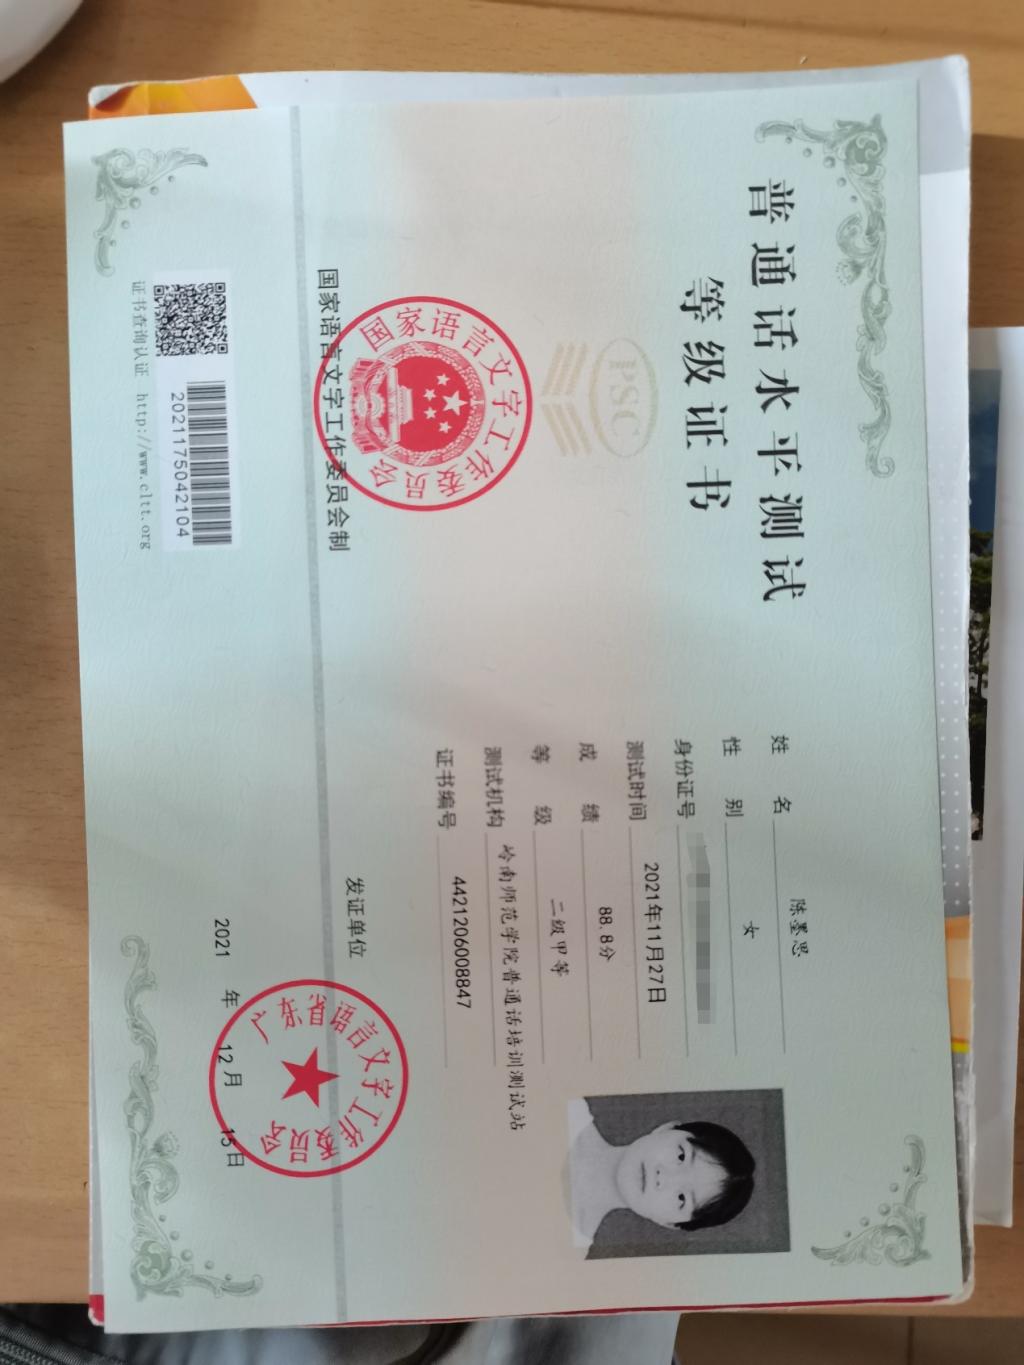 普通话水平测试
等级证书
PSC
国家语言文字工作委员会
国家语言文字工作委员会制
2021175042104
证书查询认证 http://www.cltt.org
姓 名 陈墨思
性 别 女
身份证号
测试时间 2021年11月27日
成 绩 88.8分
等 级 二级甲等
测试机构 岭南师范学院普通话培训测试站
证书编号 4421206008847
发证单位
广东省语言文字工作委员会
2021 年 12 月 15 日